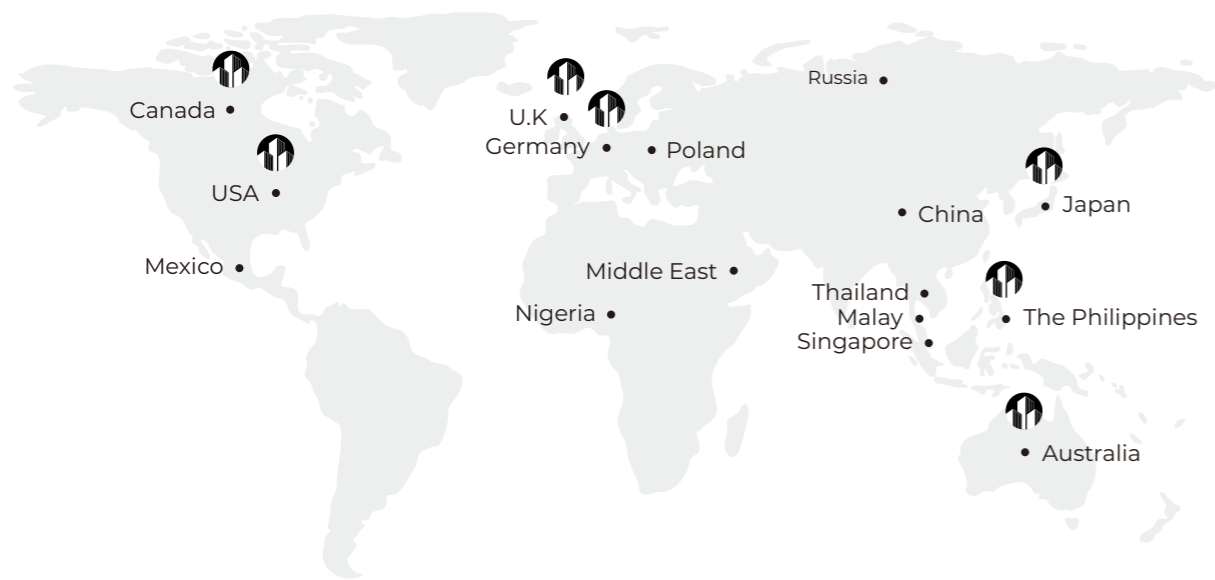 Russia
Canada
U.K
Germany
Poland
USA
Japan
China
Mexico
Middle East
Thailand
Nigeria
Malay
The Philippines
Singapore
Australia